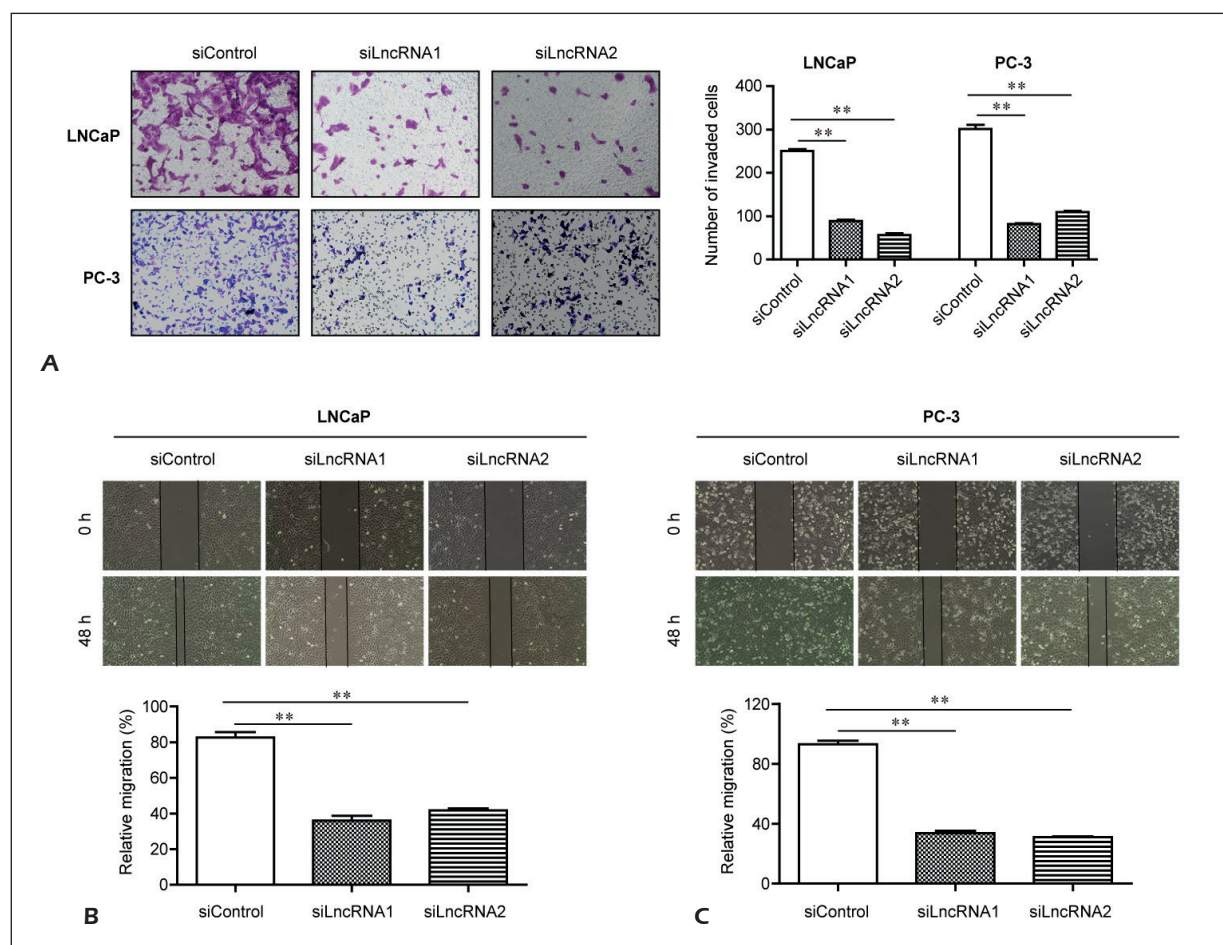 siControl siLncRNA1 siLncRNA2
LNCaP
PC-3
LNCaP PC-3
Number of invaded cells
400
300
200
100
0
** ** ** **
siControl siLncRNA1 siLncRNA2 siControl siLncRNA1 siLncRNA2
A
LNCaP
siControl siLncRNA1 siLncRNA2
0 h
48 h
Relative migration (%)
100
80
60
40
20
0
**
**
siControl siLncRNA1 siLncRNA2
B
PC-3
siControl siLncRNA1 siLncRNA2
0 h
48 h
Relative migration (%)
120
80
40
0
**
**
siControl siLncRNA1 siLncRNA2
C